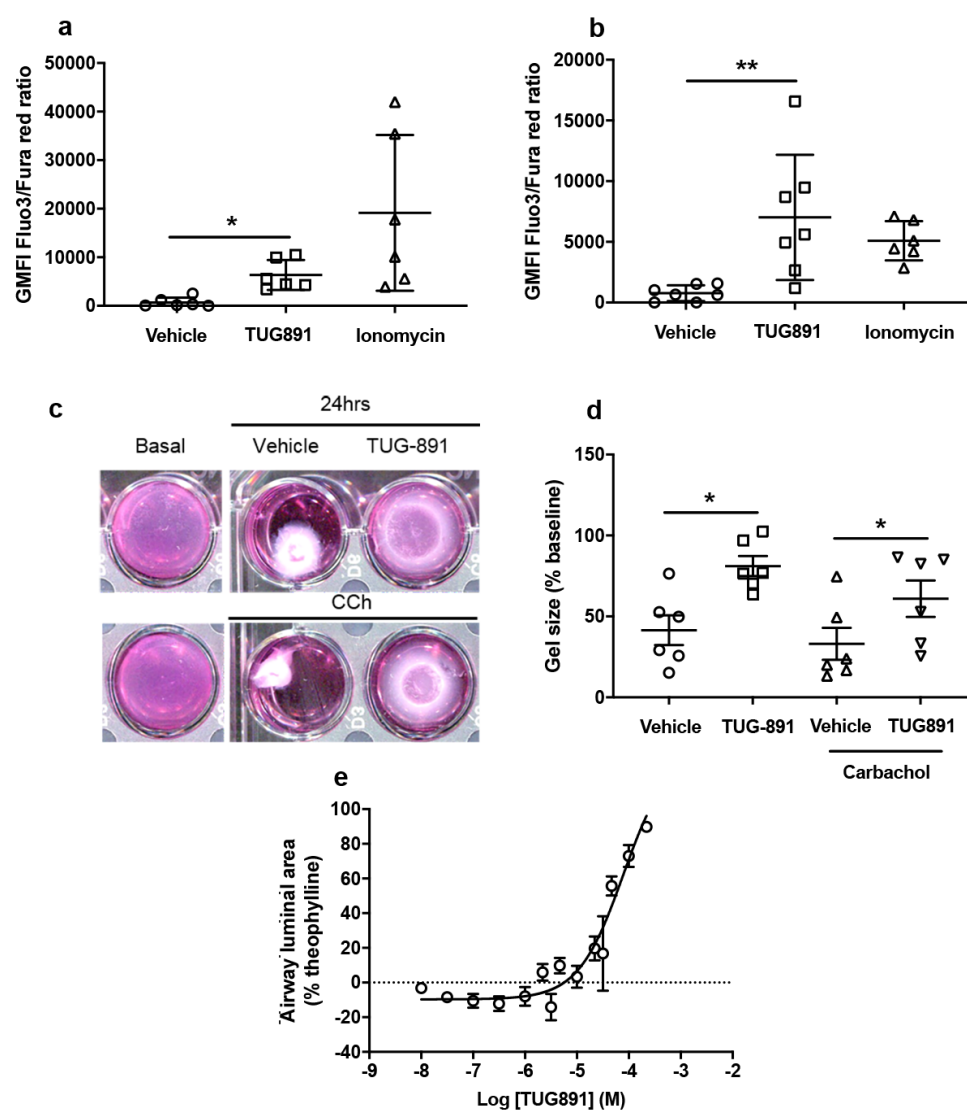 a
50000
40000
30000
20000
10000
0
GMFI Fluo3/Fura red ratio
*
Vehicle TUG891 Ionomycin
b
20000
15000
10000
5000
0
GMFI Fluo3/Fura red ratio
**
Vehicle TUG891 Ionomycin
c
24hrs
Basal Vehicle TUG-891
CCh
d
150
100
50
0
Gel size (% baseline)
* *
Vehicle TUG-891 Vehicle TUG891
Carbachol
e
100
80
60
40
20
0
-20
-40
Airway luminal area
(% theophylline)
-9 -8 -7 -6 -5 -4 -3 -2
Log [TUG891] (M)